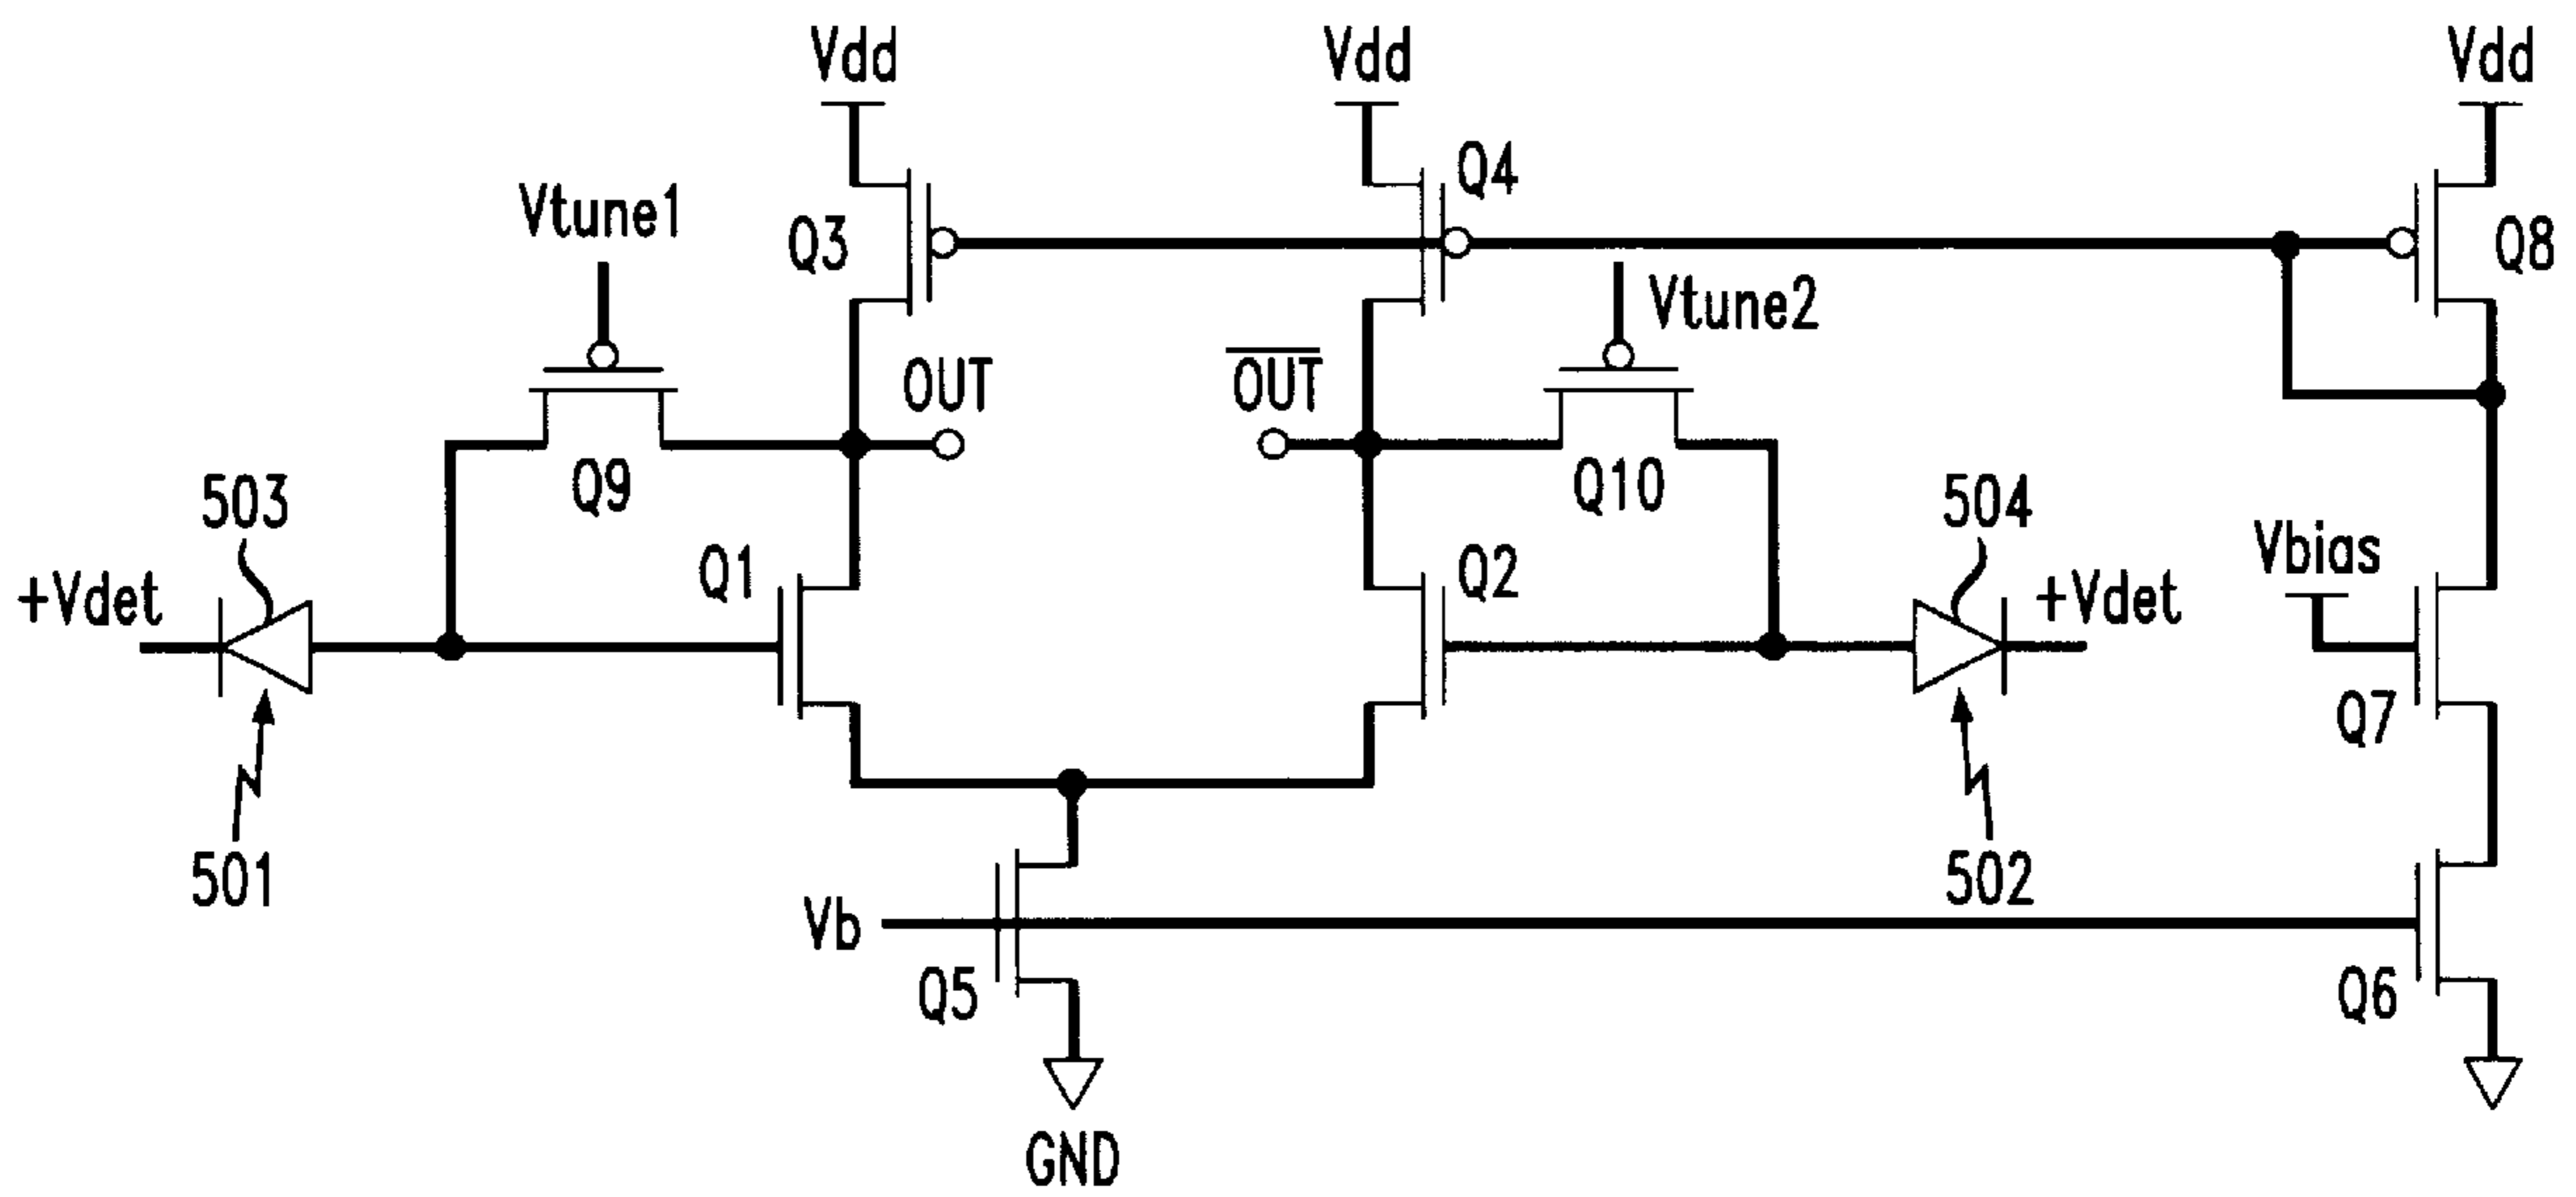 Vdd
Vdd
Vdd
Q4
Vtune1
Q3
Q8
Vtune2
OUT
OUT
Q9
Q10
503
504
Q1
Q2
Vbias
+Vdet
+Vdet
Q7
501
502
Vb
Q5
Q6
GND